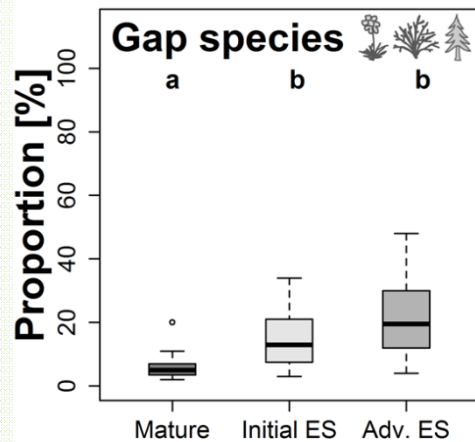 Gap species
a b b
Proportion [%]
100
80
60
40
20
0
Mature Initial ES Adv. ES